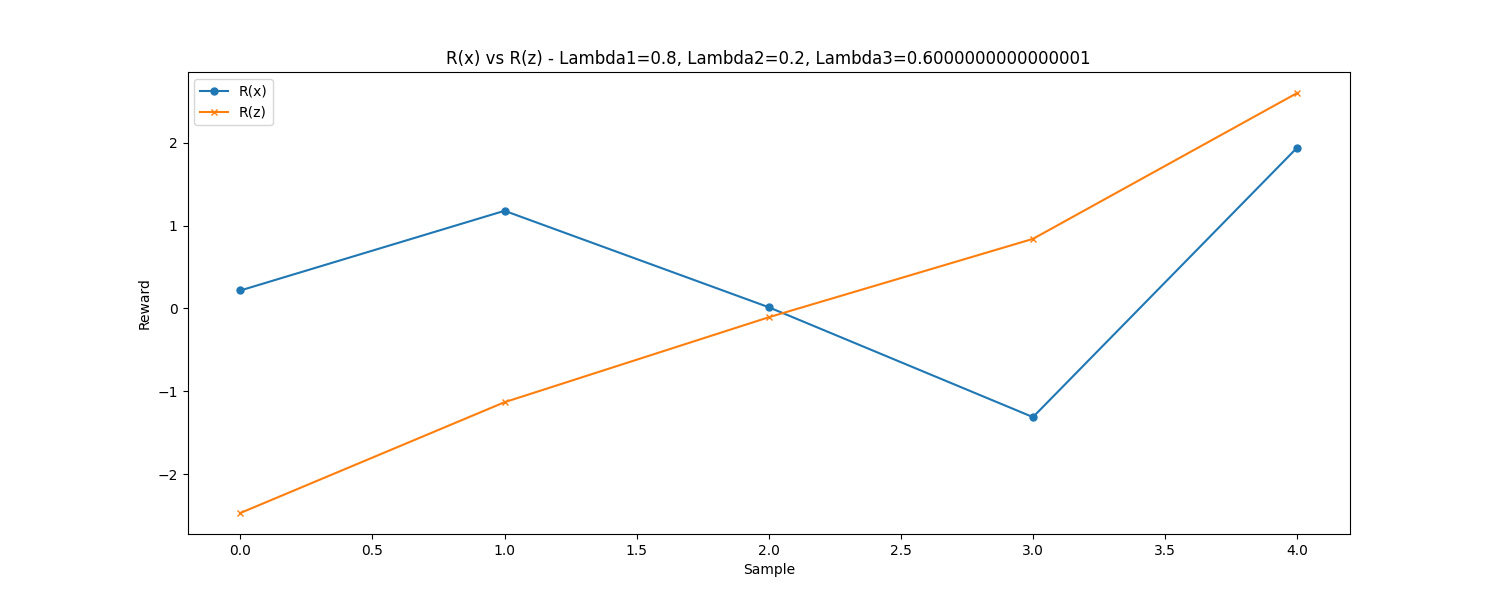 R(x) vs R(z) - Lambda1=0.8, Lambda2=0.2, Lambda3=0.6000000000000001
R(x)
R(z)
2
1
0
−1
−2
Reward
0.0 0.5 1.0 1.5 2.0 2.5 3.0 3.5 4.0
Sample